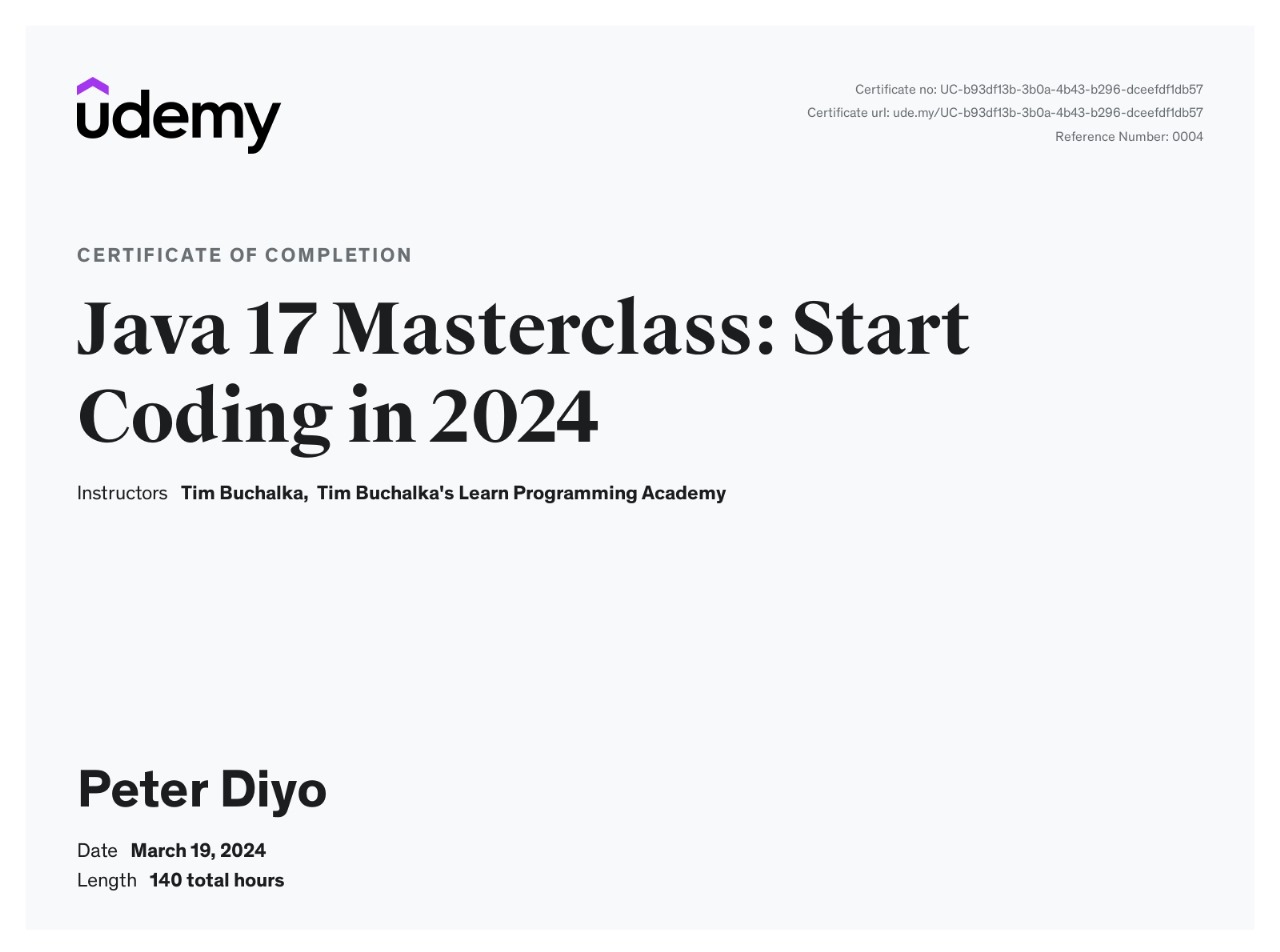 udemy
Certificate no: UC-b93df13b-3b0a-4b43-b296-dceefdf1db57
Certificate url: ude.my/UC-b93df13b-3b0a-4b43-b296-dceefdf1db57
Reference Number: 0004
CERTIFICATE OF COMPLETION
Java 17 Masterclass: Start
Coding in 2024
Instructors Tim Buchalka, Tim Buchalka's Learn Programming Academy
Peter Diyo
Date March 19, 2024
Length 140 total hours